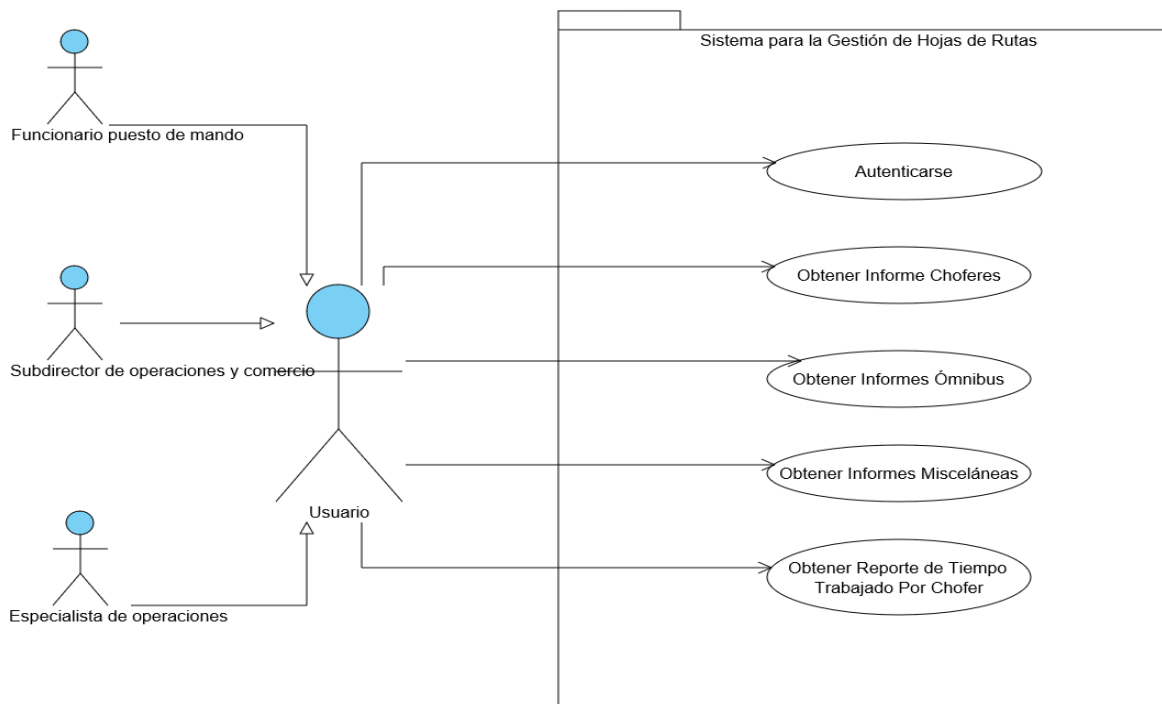 Sistema para la Gestión de Hojas de Rutas
Funcionario puesto de mando
Autenticarse
Obtener Informe Choferes
Subdirector de operaciones y comercio
Obtener Informes Ómnibus
Obtener Informes Misceláneas
Usuario
Obtener Reporte de Tiempo
Trabajado Por Chofer
Especialista de operaciones